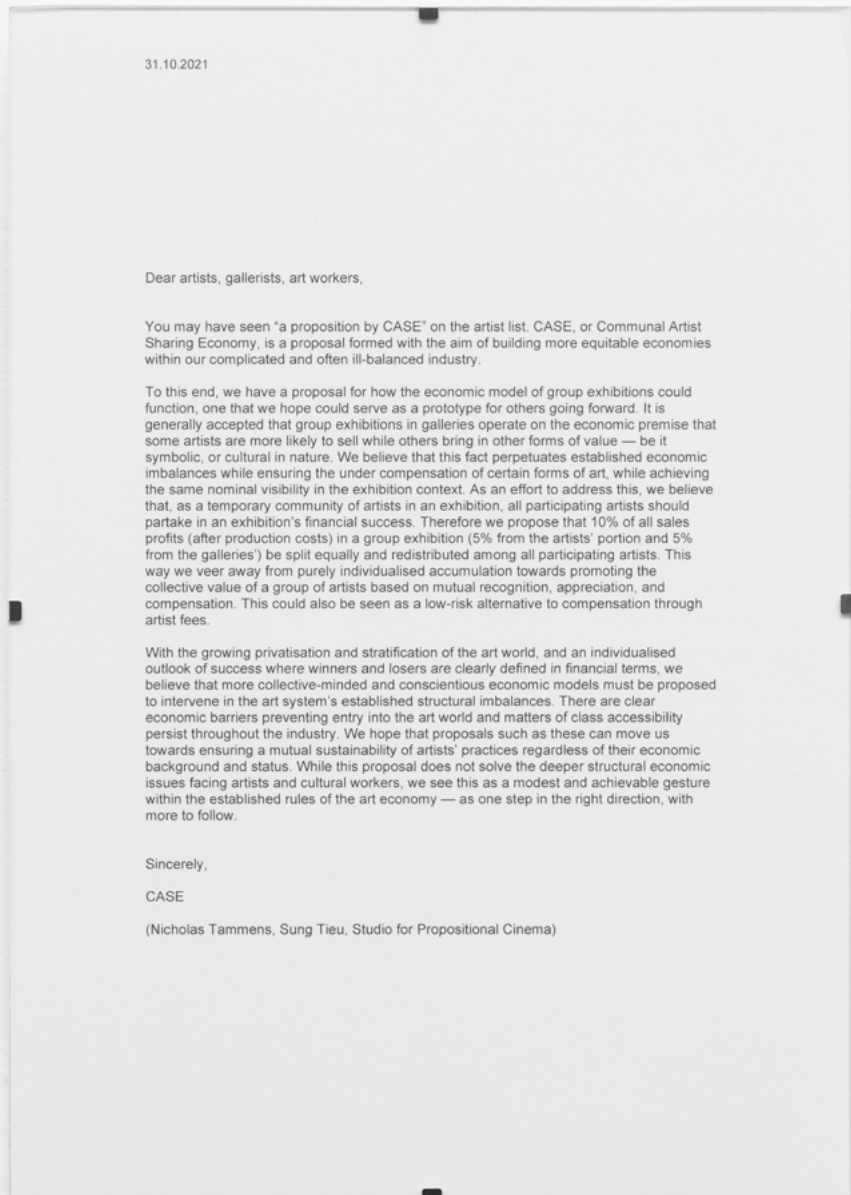 31.10.2021
Dear artists, gallerists, art workers,
You may have seen “a proposition by CASE” on the artist list. CASE, or Communal Artist
Sharing Economy, is a proposal formed with the aim of building more equitable economies
within our complicated and often ill-balanced industry.
To this end, we have a proposal for how the economic model of group exhibitions could
function, one that we hope could serve as a prototype for others going forward. It is
generally accepted that group exhibitions in galleries operate on the economic premise that
some artists are more likely to sell while others bring in other forms of value — be it
symbolic, or cultural in nature. We believe that this fact perpetuates established economic
imbalances while ensuring the under compensation of certain forms of art, while achieving
the same nominal visibility in the exhibition context. As an effort to address this, we believe
that, as a temporary community of artists in an exhibition, all participating artists should
partake in an exhibition’s financial success. Therefore we propose that 10% of all sales
profits (after production costs) in a group exhibition (5% from the artists’ portion and 5%
from the galleries’) be split equally and redistributed among all participating artists. This
way we veer away from purely individualised accumulation towards promoting the
collective value of a group of artists based on mutual recognition, appreciation, and
compensation. This could also be seen as a low-risk alternative to compensation through
artist fees.
With the growing privatisation and stratification of the art world, and an individualised
outlook of success where winners and losers are clearly defined in financial terms, we
believe that more collective-minded and conscientious economic models must be proposed
to intervene in the art system’s established structural imbalances. There are clear
economic barriers preventing entry into the art world and matters of class accessibility
persist throughout the industry. We hope that proposals such as these can move us
towards ensuring a mutual sustainability of artists’ practices regardless of their economic
background and status. While this proposal does not solve the deeper structural economic
issues facing artists and cultural workers, we see this as a modest and achievable gesture
within the established rules of the art economy — as one step in the right direction, with
more to follow.
Sincerely,
CASE
(Nicholas Tammens, Sung Tieu, Studio for Propositional Cinema)